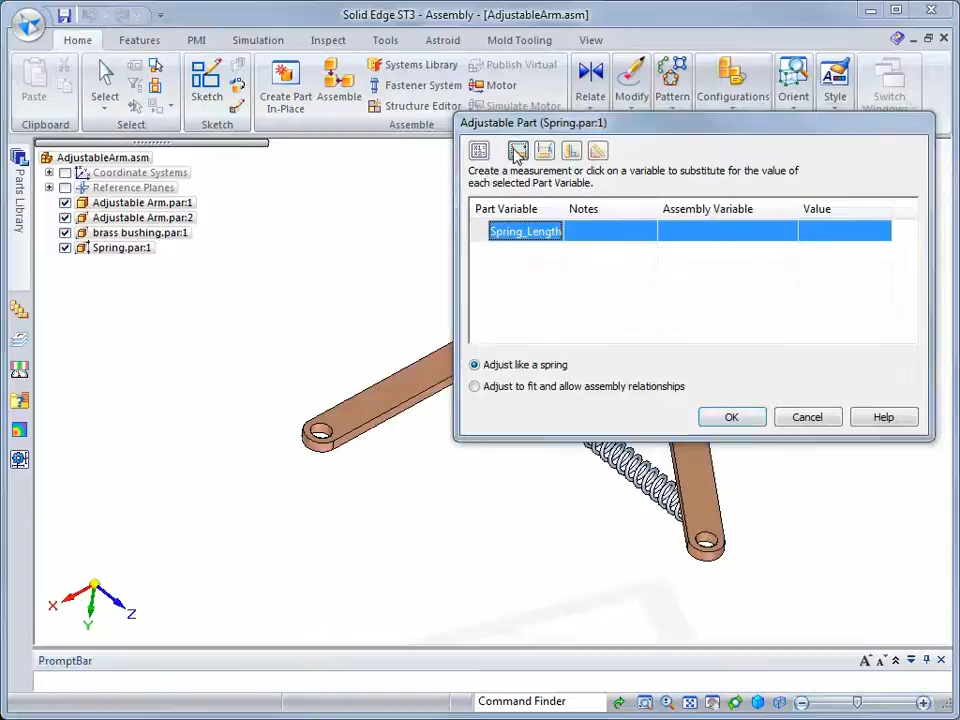 Solid Edge ST3 - Assembly - [AdjustableArm.asm]
Home Features PMI Simulation Inspect Tools Astroid Mold Tooling View
Paste
Select
Sketch
Create Part In-Place
Assemble
Systems Library
Fastener System
Structure Editor
Publish Virtual
Motor
Simulate Motor
Relate
Modify
Pattern
Configurations
Orient
Style
Switch Windows
Clipboard Select Sketch Assemble
Adjustable Part (Spring.par:1)
Create a measurement or click on a variable to substitute for the value of
each selected Part Variable.
Part Variable Notes Assembly Variable Value
Spring_Length
Adjust like a spring
Adjust to fit and allow assembly relationships
OK Cancel Help
Parts Library
AdjustableArm.asm
Coordinate Systems
Reference Planes
Adjustable Arm.par:1
Adjustable Arm.par:2
brass bushing.par:1
Spring.par:1
X
Y
Z
PromptBar
Command Finder